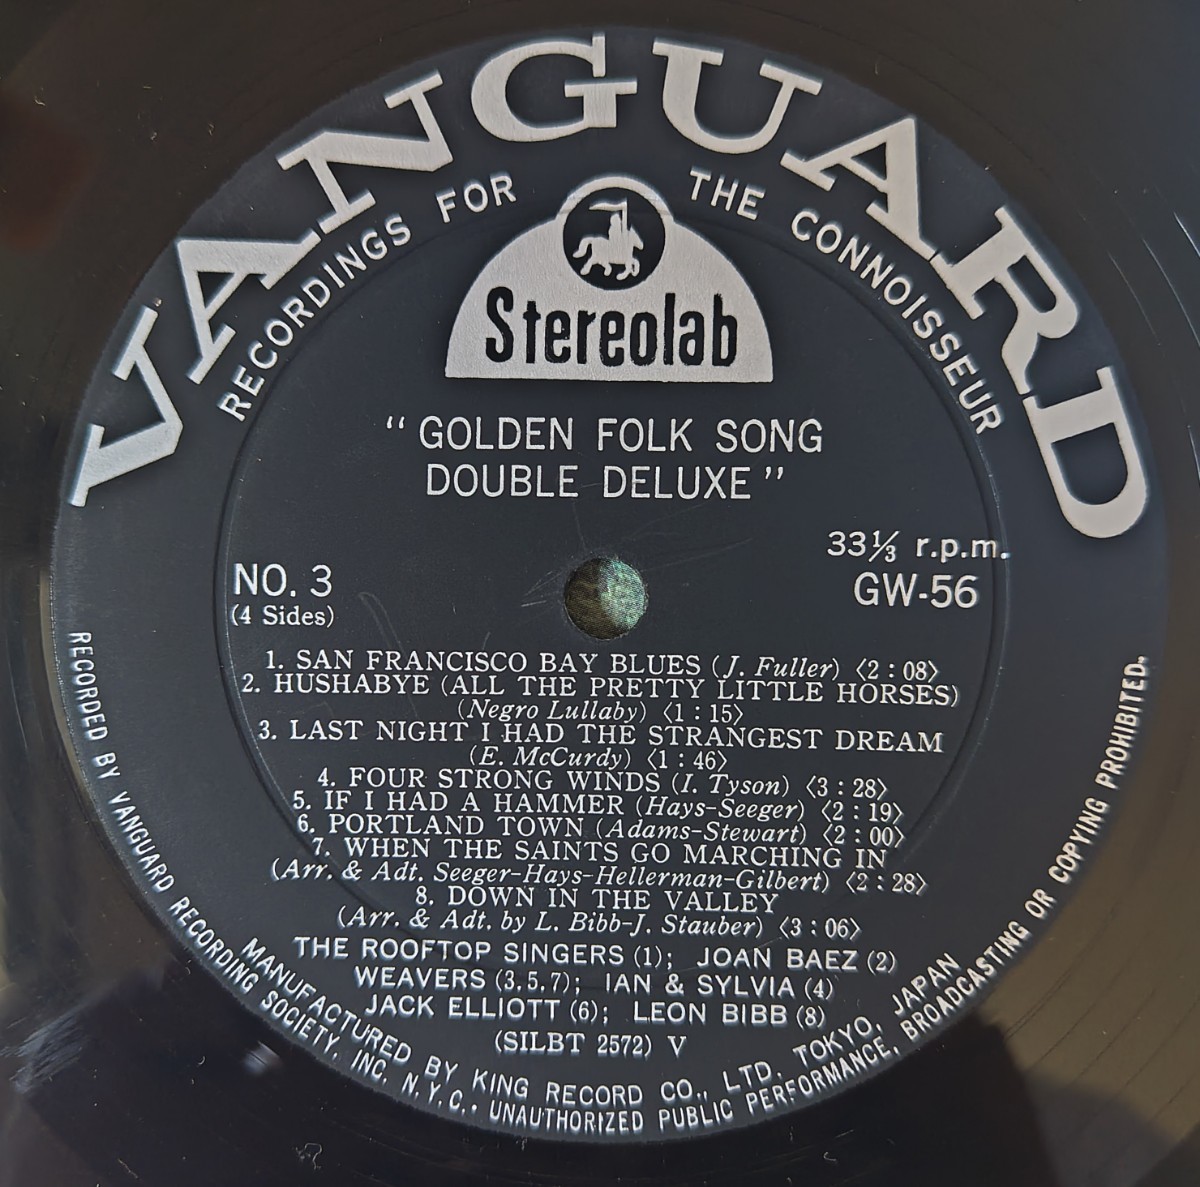 VANGUARD
RECORDINGS FOR THE CONNOISSEUR
Stereolab
"GOLDEN FOLK SONG
DOUBLE DELUXE"
33⅓ r.p.m.
NO. 3
GW-56
(4 Sides)
1. SAN FRANCISCO BAY BLUES (J. Fuller) 〈2:08〉
2. HUSHABYE (ALL THE PRETTY LITTLE HORSES)
(Negro Lullaby) 〈1:15〉
3. LAST NIGHT I HAD THE STRANGEST DREAM
(E. McCurdy) 〈1:46〉
4. FOUR STRONG WINDS (I. Tyson) 〈3:28〉
5. IF I HAD A HAMMER (Hays-Seeger) 〈2:19〉
6. PORTLAND TOWN (Adams-Stewart) 〈2:00〉
7. WHEN THE SAINTS GO MARCHING IN
(Arr. & Adt. Seeger-Hays-Hellerman-Gilbert) 〈2:28〉
8. DOWN IN THE VALLEY
(Arr. & Adt. by L. Bibb-J. Stauber) 〈3:06〉
THE ROOFTOP SINGERS (1); JOAN BAEZ (2)
WEAVERS (3.5.7); IAN & SYLVIA (4)
JACK ELLIOTT (6); LEON BIBB (8)
(SILBT 2572) V
MANUFACTURED BY KING RECORD CO., LTD. TOKYO, JAPAN
RECORDED BY VANGUARD RECORDING SOCIETY, INC. N.Y.C. · UNAUTHORIZED PUBLIC PERFORMANCE, BROADCASTING OR COPYING PROHIBITED.